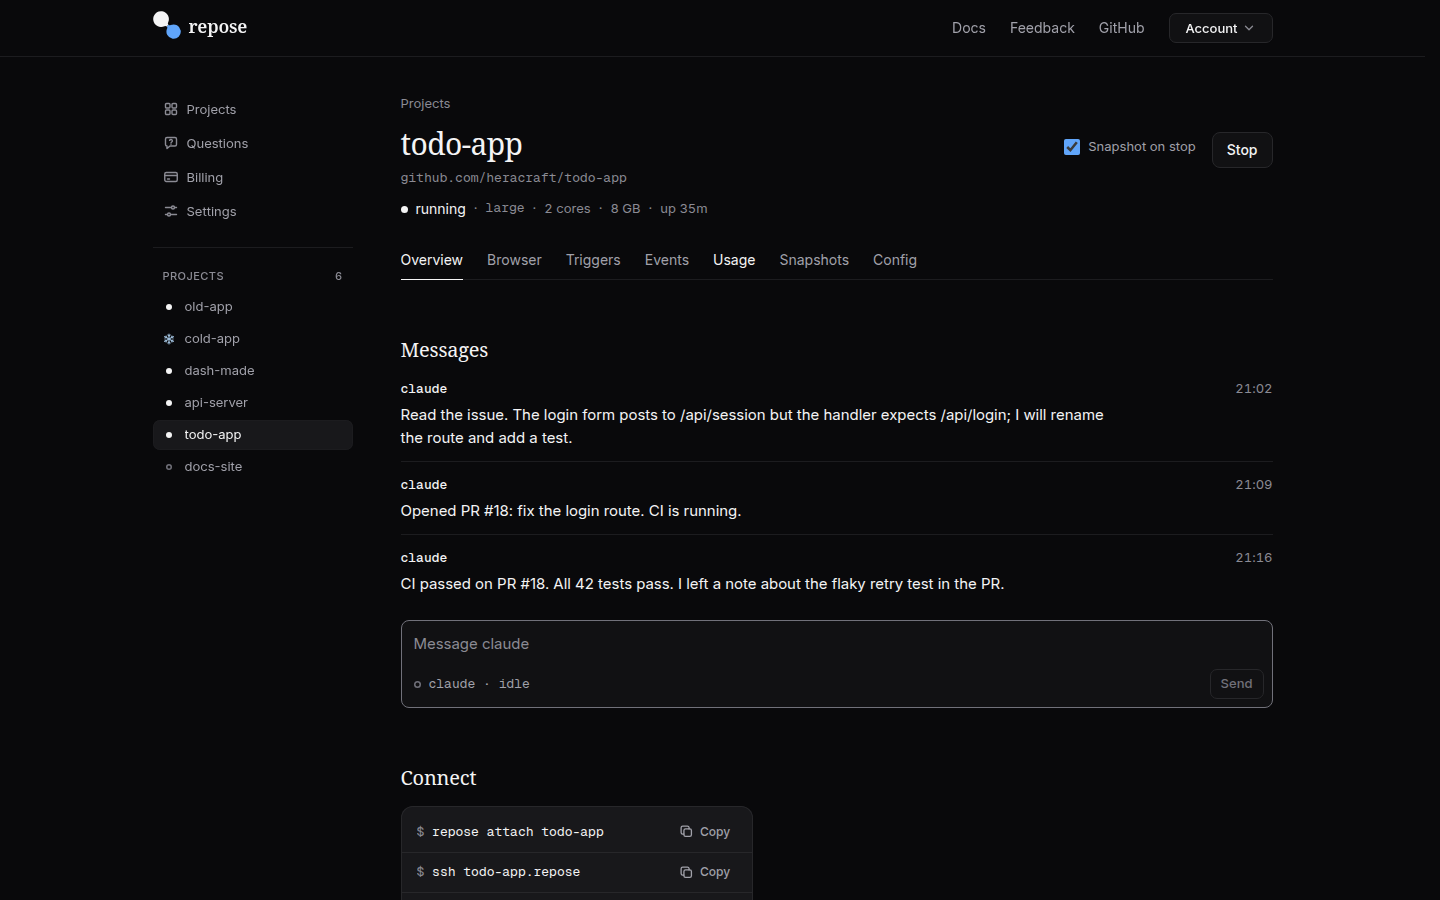 repose
Docs Feedback GitHub Account
Projects
Questions
Billing
Settings
PROJECTS 6
old-app
cold-app
dash-made
api-server
todo-app
docs-site
Projects
todo-app
Snapshot on stop Stop
github.com/heracraft/todo-app
running · large · 2 cores · 8 GB · up 35m
Overview Browser Triggers Events Usage Snapshots Config
Messages
claude 21:02
Read the issue. The login form posts to /api/session but the handler expects /api/login; I will rename
the route and add a test.
claude 21:09
Opened PR #18: fix the login route. CI is running.
claude 21:16
CI passed on PR #18. All 42 tests pass. I left a note about the flaky retry test in the PR.
Message claude
claude · idle Send
Connect
$ repose attach todo-app Copy
$ ssh todo-app.repose Copy